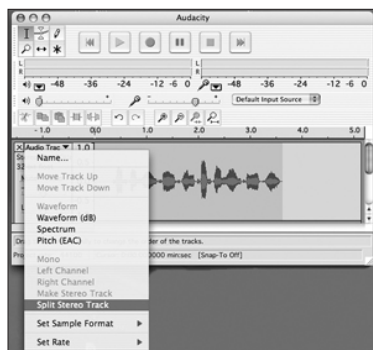 Audacity
L
R
L
R
-48 -36 -24 -12 -6 0
-48 -36 -24 -12 -6 0
Default Input Source
-1.0 0.0 1.0 2.0 3.0 4.0 5.0
X Audio Trac 1.0
Name...
Move Track Up
Move Track Down
Waveform
Waveform (dB)
Spectrum
Pitch (EAC)
Mono
Left Channel
Right Channel
Make Stereo Track
Split Stereo Track
Set Sample Format
Set Rate
der of the tracks.
0000 min:sec [Snap-To Off]